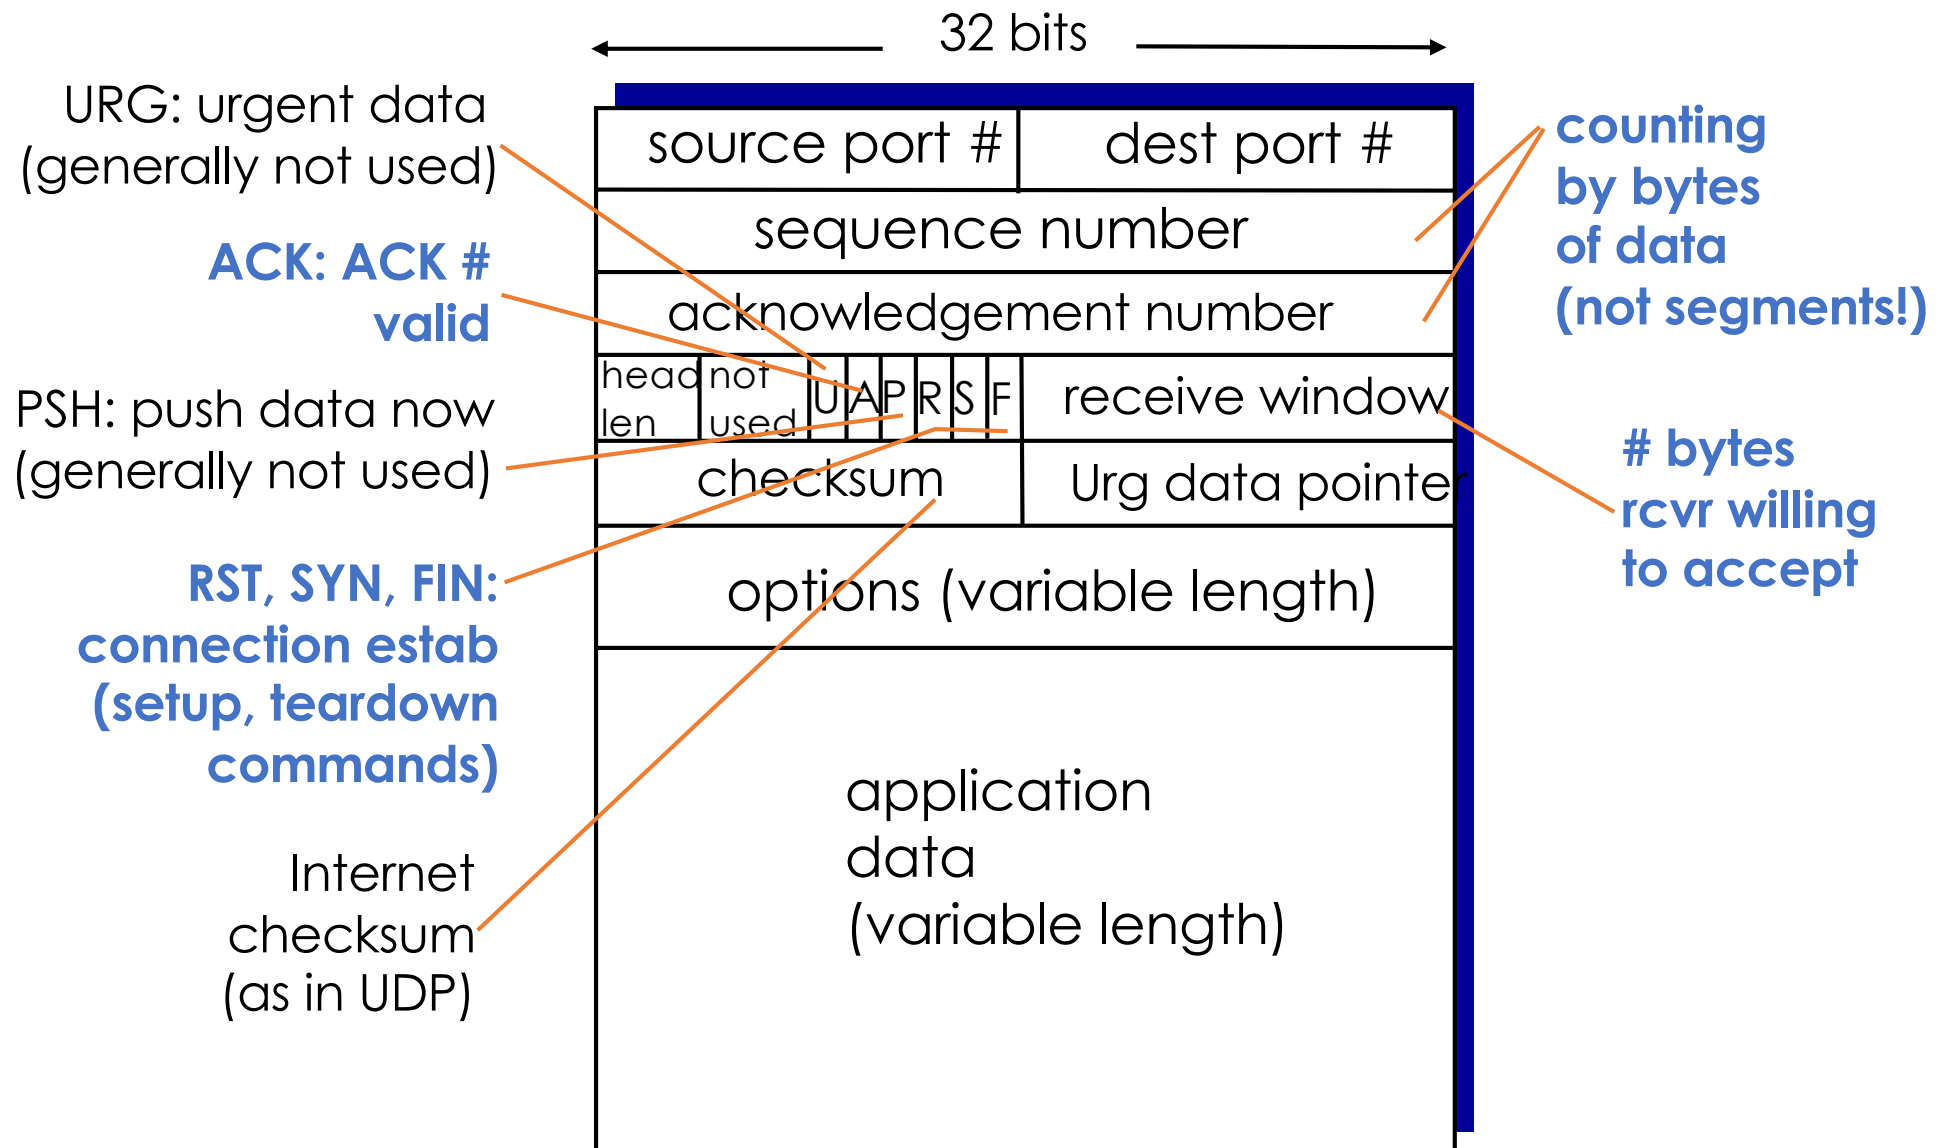 32 bits
URG: urgent data
(generally not used)
ACK: ACK #
valid
PSH: push data now
(generally not used)
RST, SYN, FIN:
connection estab
(setup, teardown
commands)
Internet
checksum
(as in UDP)
source port #
dest port #
sequence number
acknowledgement number
head
len
not
used
U
A
P
R
S
F
receive window
checksum
Urg data pointer
options (variable length)
application
data
(variable length)
counting
by bytes
of data
(not segments!)
# bytes
rcvr willing
to accept